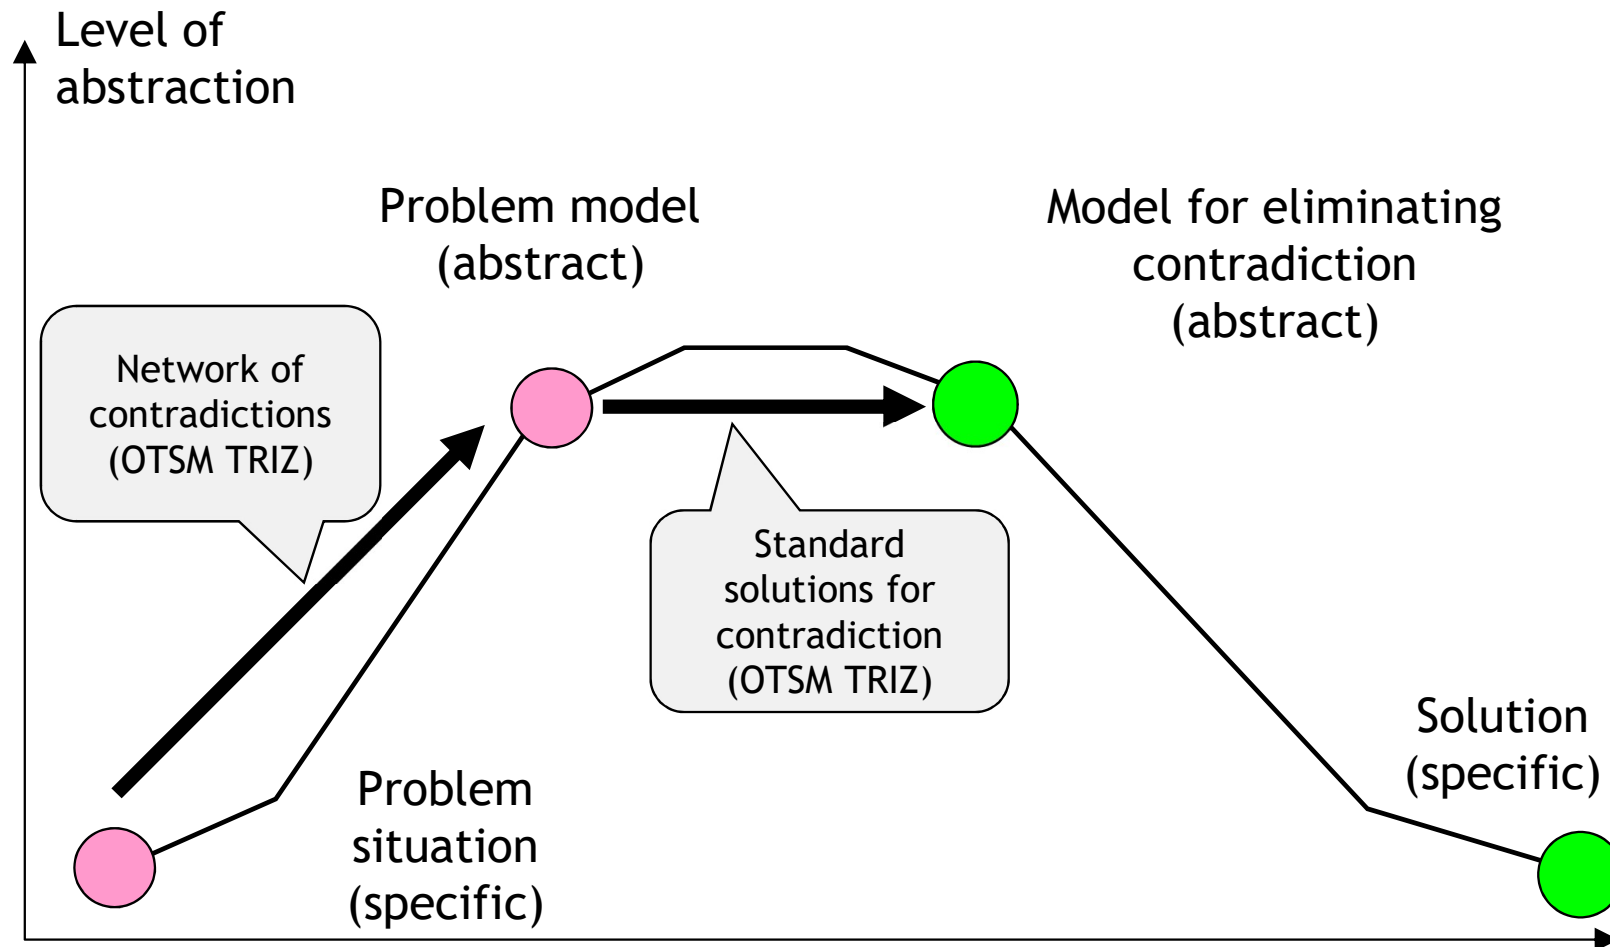 Level of
abstraction
Problem model
(abstract)
Model for eliminating
contradiction
(abstract)
Network of
contradictions
(OTSM TRIZ)
Standard
solutions for
contradiction
(OTSM TRIZ)
Problem
situation
(specific)
Solution
(specific)